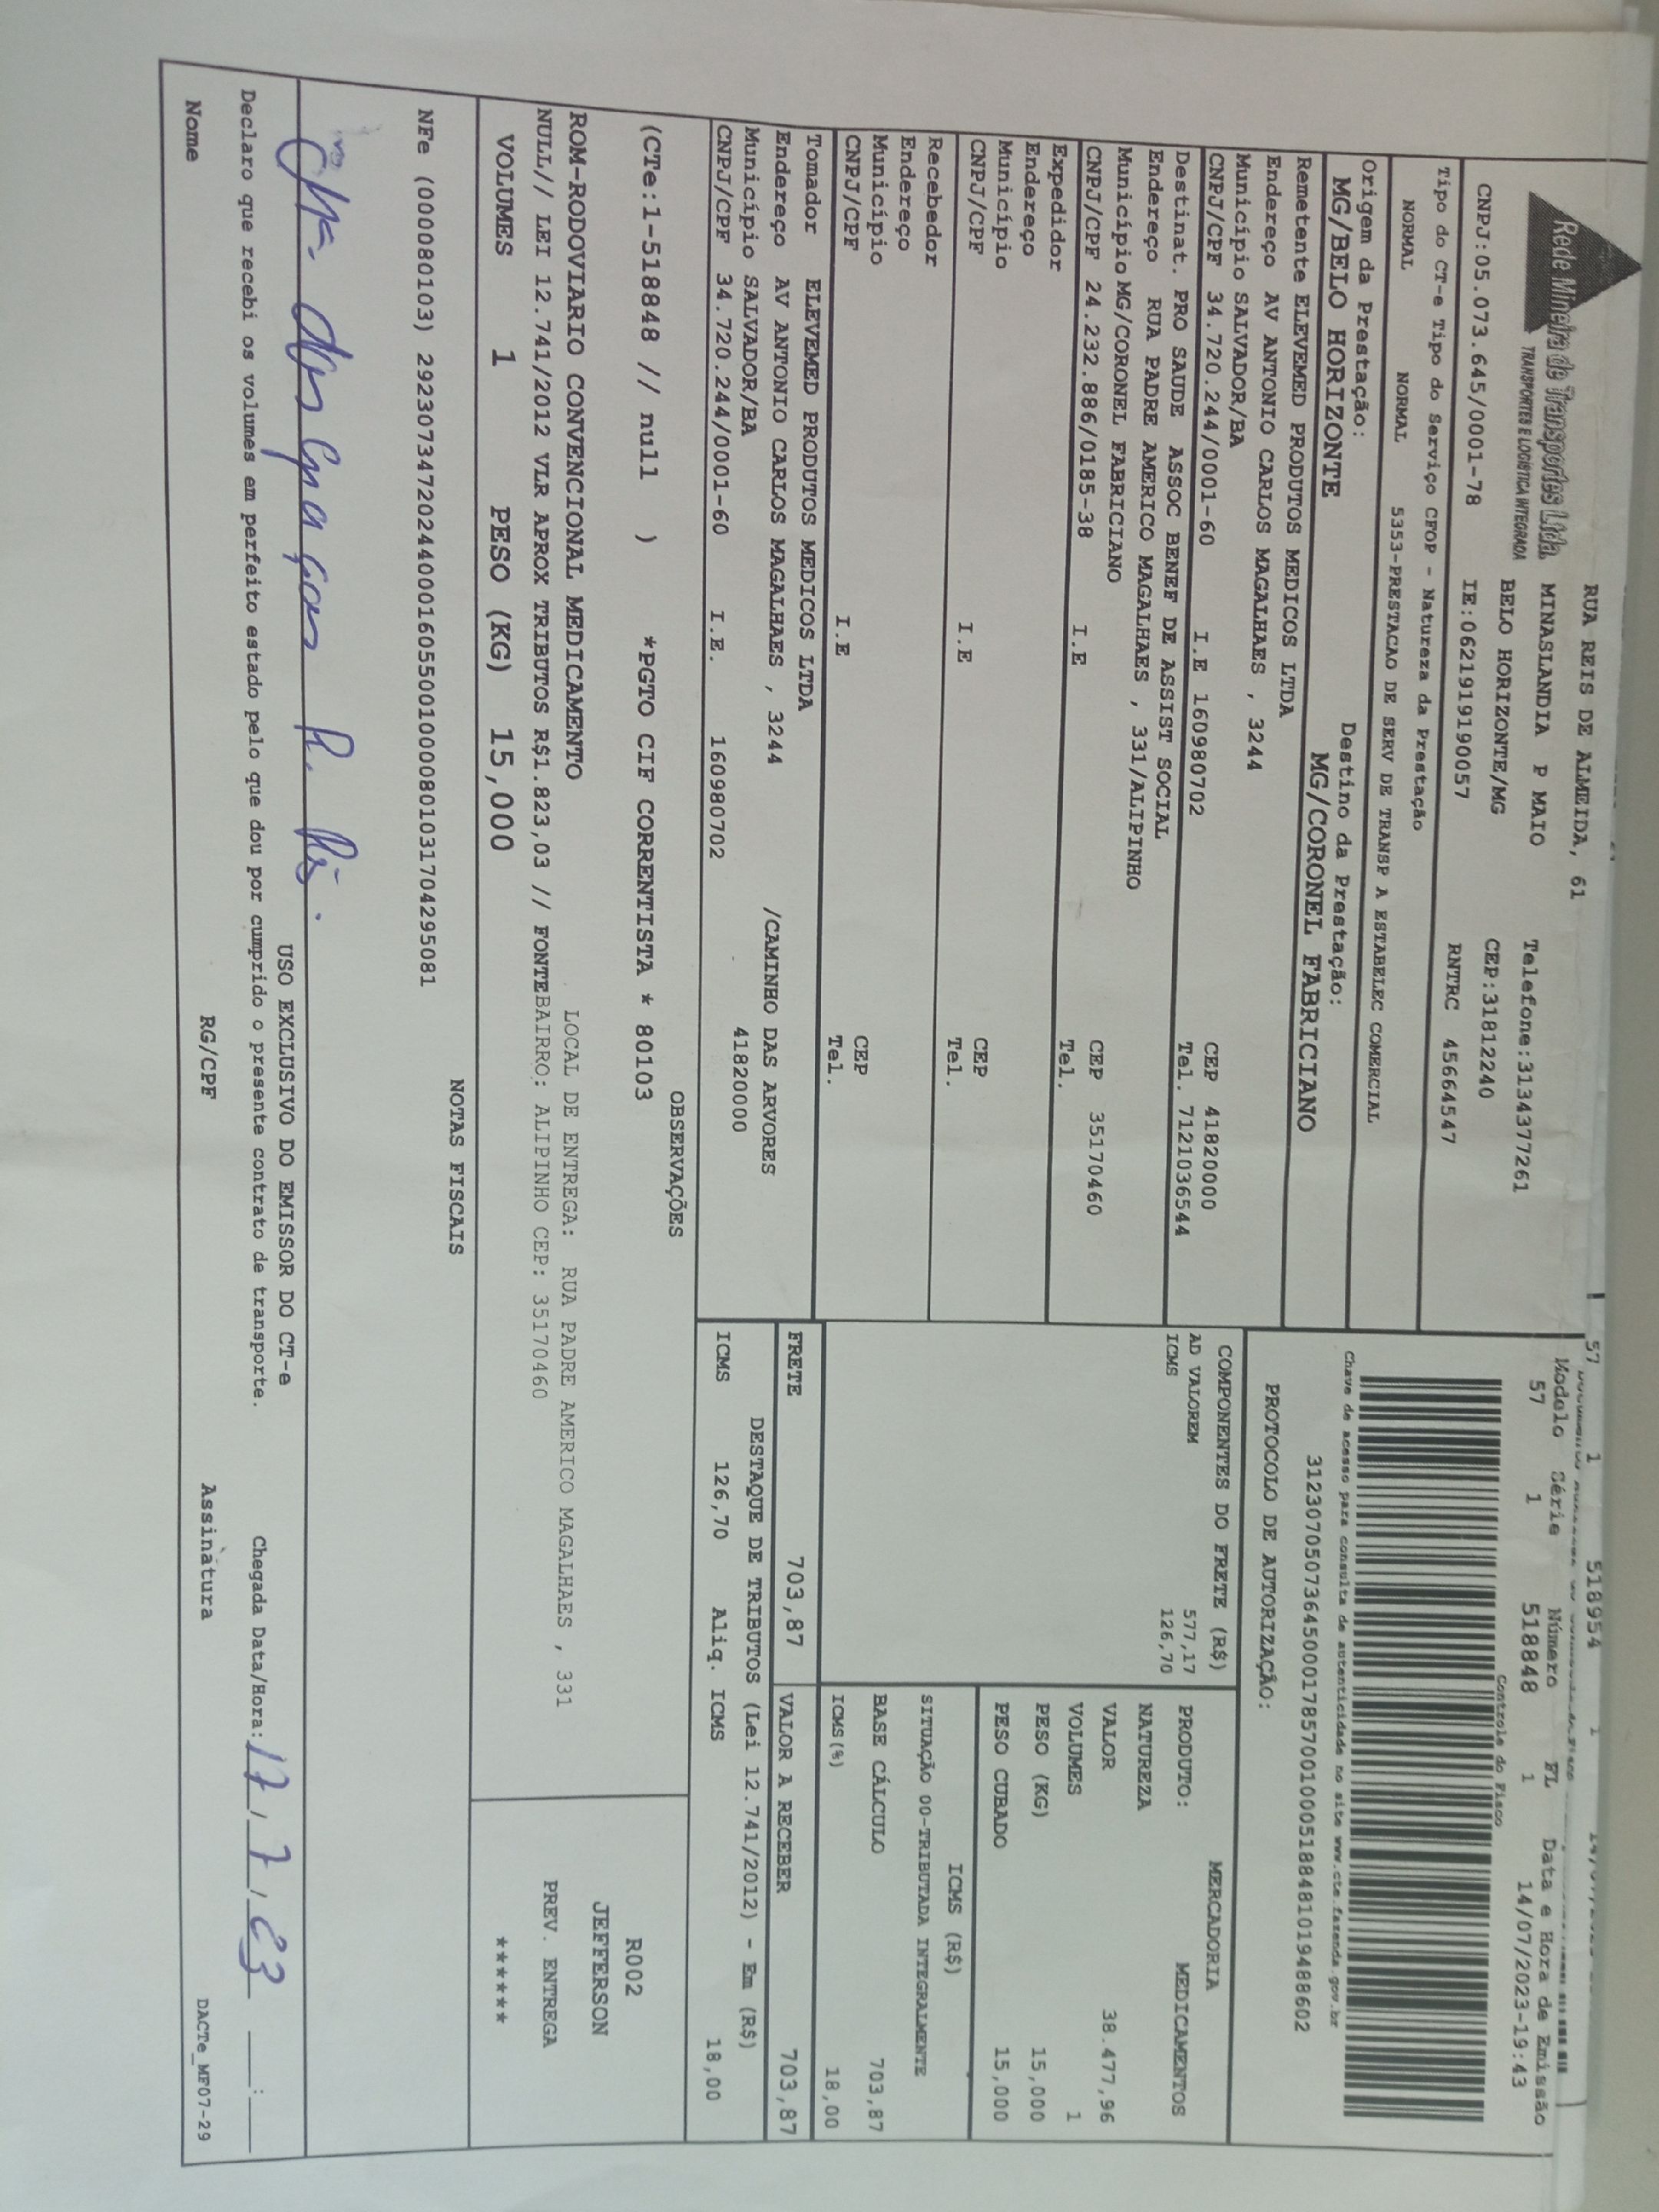 57 1 518954 1
Rede Mineira de Transportes Ltda.
TRANSPORTES E LOGISTICA INTEGRADA
RUA REIS DE ALMEIDA, 61
MINASLANDIA P MAIO Telefone:3134377261
BELO HORIZONTE/MG CEP:31812240
CNPJ:05.073.645/0001-78 IE:0621919190057 RNTRC 45664547
Modelo Série Número FL Data e Hora de Emissão
57 1 518848 1 14/07/2023-19:43
Controle do Fisco
Tipo do CT-e Tipo do Serviço CFOP - Natureza da Prestação
NORMAL NORMAL 5353-PRESTACAO DE SERV DE TRANSP A ESTABELEC COMERCIAL
Chave de acesso para consulta de autenticidade no site www.cte.fazenda.gov.br
31230705073645000178570010005188481019488602
Origem da Prestação: Destino da Prestação:
MG/BELO HORIZONTE MG/CORONEL FABRICIANO
PROTOCOLO DE AUTORIZAÇÃO:
Remetente ELEVEMED PRODUTOS MEDICOS LTDA
Endereço AV ANTONIO CARLOS MAGALHAES , 3244
Município SALVADOR/BA CEP 41820000
CNPJ/CPF 34.720.244/0001-60 I.E 160980702 Tel. 7121036544
Destinat. PRO SAUDE ASSOC BENEF DE ASSIST SOCIAL
Endereço RUA PADRE AMERICO MAGALHAES , 331/ALIPINHO
Município MG/CORONEL FABRICIANO CEP 35170460
CNPJ/CPF 24.232.886/0185-38 I.E Tel.
Expedidor
Endereço
Município CEP
CNPJ/CPF I.E Tel.
Recebedor
Endereço
Município CEP
CNPJ/CPF I.E Tel.
Tomador ELEVEMED PRODUTOS MEDICOS LTDA
Endereço AV ANTONIO CARLOS MAGALHAES , 3244 /CAMINHO DAS ARVORES
Município SALVADOR/BA 41820000
CNPJ/CPF 34.720.244/0001-60 I.E. 160980702
COMPONENTES DO FRETE (R$)
AD VALOREM 577,17
ICMS 126,70
MERCADORIA
PRODUTO: MEDICAMENTOS
NATUREZA
VALOR 38.477,96
VOLUMES 1
PESO (KG) 15,000
PESO CUBADO 15,000
ICMS (R$)
SITUAÇÃO 00-TRIBUTADA INTEGRALMENTE
BASE CÁLCULO 703,87
ICMS(%) 18,00
FRETE 703,87 VALOR A RECEBER 703,87
DESTAQUE DE TRIBUTOS (Lei 12.741/2012) - Em (R$)
ICMS 126,70 Aliq. ICMS 18,00
OBSERVAÇÕES
(CTe:1-518848 // null ) *PGTO CIF CORRENTISTA * 80103
ROM-RODOVIARIO CONVENCIONAL MEDICAMENTO LOCAL DE ENTREGA: RUA PADRE AMERICO MAGALHAES , 331
NULL// LEI 12.741/2012 VLR APROX TRIBUTOS R$1.823,03 // FONTEBAIRRO: ALIPINHO CEP: 35170460
VOLUMES 1 PESO (KG) 15,000
R002
JEFFERSON
PREV. ENTREGA
******
NOTAS FISCAIS
NFe (000080103) 29230734720244000160550010000801031704295081
USO EXCLUSIVO DO EMISSOR DO CT-e
Declaro que recebi os volumes em perfeito estado pelo que dou por cumprido o presente contrato de transporte. Chegada Data/Hora: 17/7/23 ___:___
Nome RG/CPF Assinatura DACTe_MF07-29